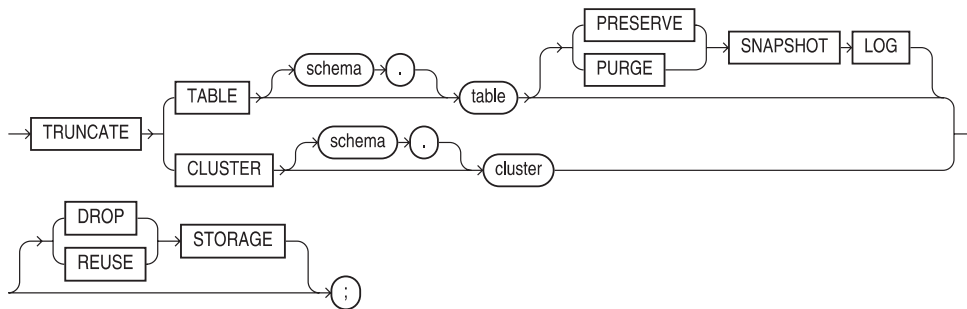 PRESERVE
schema . PURGE SNAPSHOT LOG
TABLE table
TRUNCATE
schema .
CLUSTER cluster
DROP
STORAGE
REUSE
;